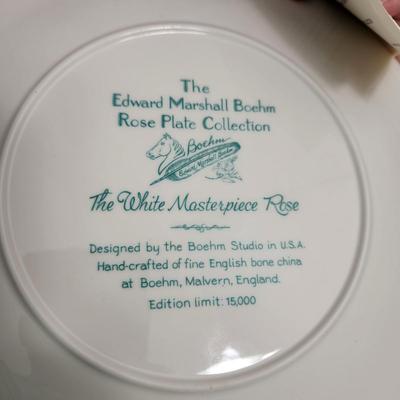 The
Edward Marshall Boehm
Rose Plate Collection
Boehm
Edward Marshall Boehm
The White Masterpiece Rose
Designed by the Boehm Studio in U.S.A.
Hand-crafted of fine English bone china
at Boehm, Malvern, England.
Edition limit: 15,000